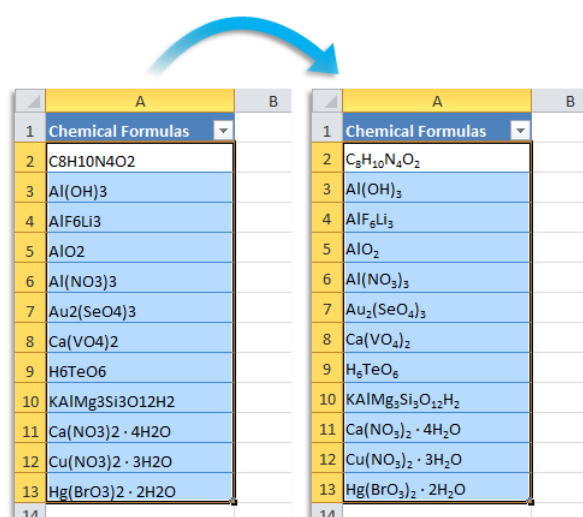 A B
1 Chemical Formulas
2 C8H10N4O2
3 Al(OH)3
4 AlF6Li3
5 AlO2
6 Al(NO3)3
7 Au2(SeO4)3
8 Ca(VO4)2
9 H6TeO6
10 KAlMg3Si3O12H2
11 Ca(NO3)2 · 4H2O
12 Cu(NO3)2 · 3H2O
13 Hg(BrO3)2 · 2H2O
14
A B
1 Chemical Formulas
2 C₈H₁₀N₄O₂
3 Al(OH)₃
4 AlF₆Li₃
5 AlO₂
6 Al(NO₃)₃
7 Au₂(SeO₄)₃
8 Ca(VO₄)₂
9 H₆TeO₆
10 KAlMg₃Si₃O₁₂H₂
11 Ca(NO₃)₂ · 4H₂O
12 Cu(NO₃)₂ · 3H₂O
13 Hg(BrO₃)₂ · 2H₂O
14